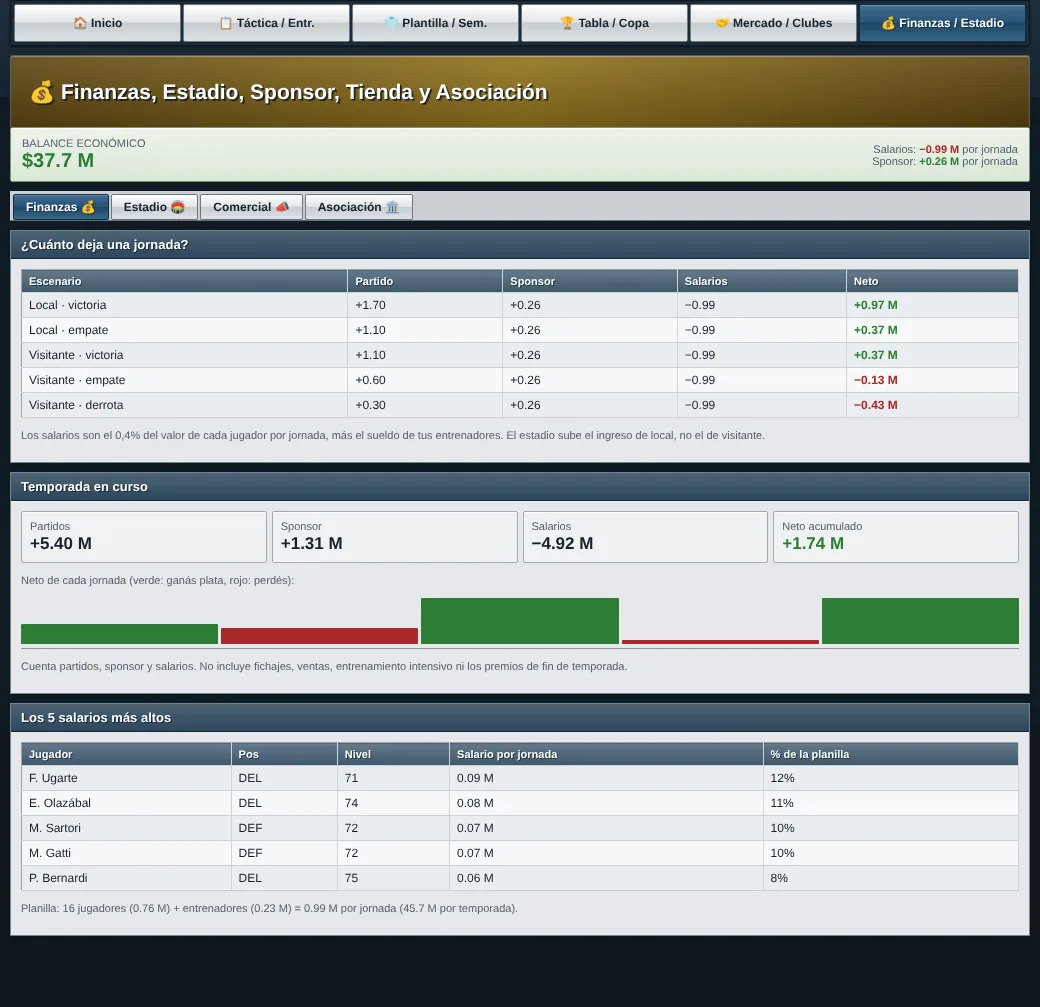 🏠 Inicio
📋 Táctica / Entr.
👕 Plantilla / Sem.
🏆 Tabla / Copa
🤝 Mercado / Clubes
💰 Finanzas / Estadio
💰 Finanzas, Estadio, Sponsor, Tienda y Asociación
BALANCE ECONÓMICO
$37.7 M
Salarios: −0.99 M por jornada
Sponsor: +0.26 M por jornada
Finanzas 💰
Estadio 🏟️
Comercial 📣
Asociación 🏛️
¿Cuánto deja una jornada?
Escenario Partido Sponsor Salarios Neto
Local · victoria +1.70 +0.26 −0.99 +0.97 M
Local · empate +1.10 +0.26 −0.99 +0.37 M
Visitante · victoria +1.10 +0.26 −0.99 +0.37 M
Visitante · empate +0.60 +0.26 −0.99 −0.13 M
Visitante · derrota +0.30 +0.26 −0.99 −0.43 M
Los salarios son el 0,4% del valor de cada jugador por jornada, más el sueldo de tus entrenadores. El estadio sube el ingreso de local, no el de visitante.
Temporada en curso
Partidos
+5.40 M
Sponsor
+1.31 M
Salarios
−4.92 M
Neto acumulado
+1.74 M
Neto de cada jornada (verde: ganás plata, rojo: perdés):
Cuenta partidos, sponsor y salarios. No incluye fichajes, ventas, entrenamiento intensivo ni los premios de fin de temporada.
Los 5 salarios más altos
Jugador Pos Nivel Salario por jornada % de la planilla
F. Ugarte DEL 71 0.09 M 12%
E. Olazábal DEL 74 0.08 M 11%
M. Sartori DEF 72 0.07 M 10%
M. Gatti DEF 72 0.07 M 10%
P. Bernardi DEL 75 0.06 M 8%
Planilla: 16 jugadores (0.76 M) + entrenadores (0.23 M) = 0.99 M por jornada (45.7 M por temporada).